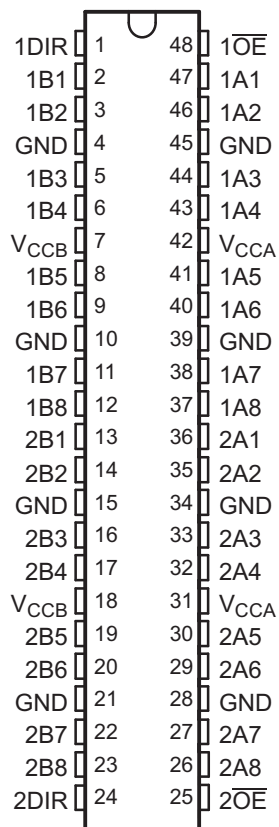 1DIR 1 48 1O̅E̅
1B1 2 47 1A1
1B2 3 46 1A2
GND 4 45 GND
1B3 5 44 1A3
1B4 6 43 1A4
VCCB 7 42 VCCA
1B5 8 41 1A5
1B6 9 40 1A6
GND 10 39 GND
1B7 11 38 1A7
1B8 12 37 1A8
2B1 13 36 2A1
2B2 14 35 2A2
GND 15 34 GND
2B3 16 33 2A3
2B4 17 32 2A4
VCCB 18 31 VCCA
2B5 19 30 2A5
2B6 20 29 2A6
GND 21 28 GND
2B7 22 27 2A7
2B8 23 26 2A8
2DIR 24 25 2O̅E̅